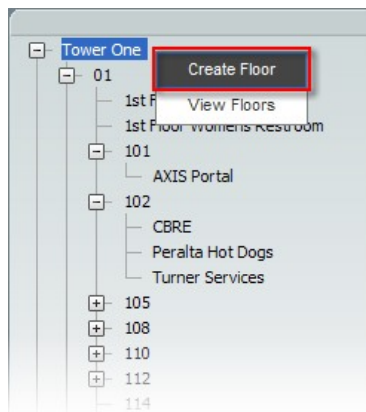 Tower One
Create Floor
01
View Floors
1st F
1st Floor Womens Restroom
101
AXIS Portal
102
CBRE
Peralta Hot Dogs
Turner Services
105
108
110
112
114